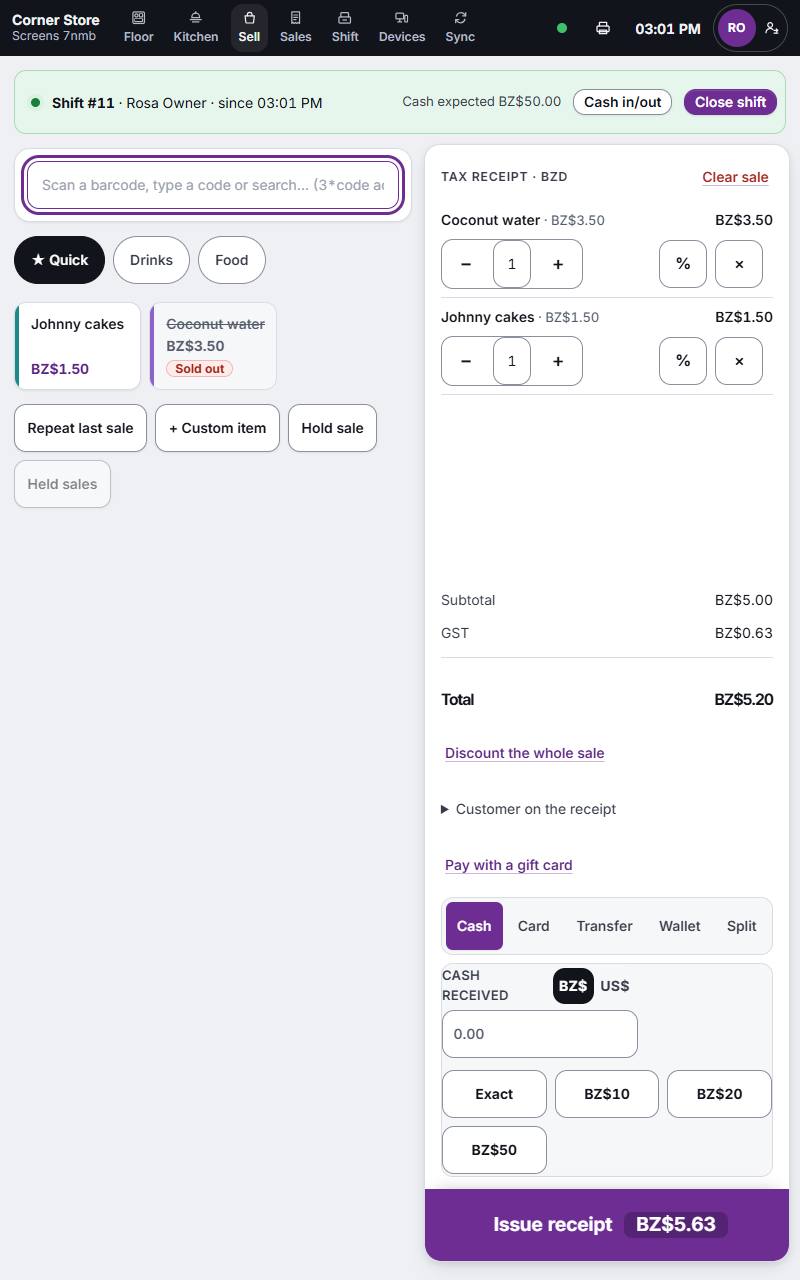 Corner Store
Screens 7nmb
Floor
Kitchen
Sell
Sales
Shift
Devices
Sync
03:01 PM
RO
Shift #11 · Rosa Owner · since 03:01 PM
Cash expected BZ$50.00
Cash in/out
Close shift
Scan a barcode, type a code or search... (3*code
★ Quick
Drinks
Food
Johnny cakes
BZ$1.50
Coconut water
BZ$3.50
Sold out
Repeat last sale
+ Custom item
Hold sale
Held sales
TAX RECEIPT · BZD
Clear sale
Coconut water · BZ$3.50
BZ$3.50
− 1 +
% ×
Johnny cakes · BZ$1.50
BZ$1.50
− 1 +
% ×
Subtotal
BZ$5.00
GST
BZ$0.63
Total
BZ$5.20
Discount the whole sale
Customer on the receipt
Pay with a gift card
Cash
Card
Transfer
Wallet
Split
CASH
RECEIVED
BZ$
US$
0.00
Exact
BZ$10
BZ$20
BZ$50
Issue receipt BZ$5.63